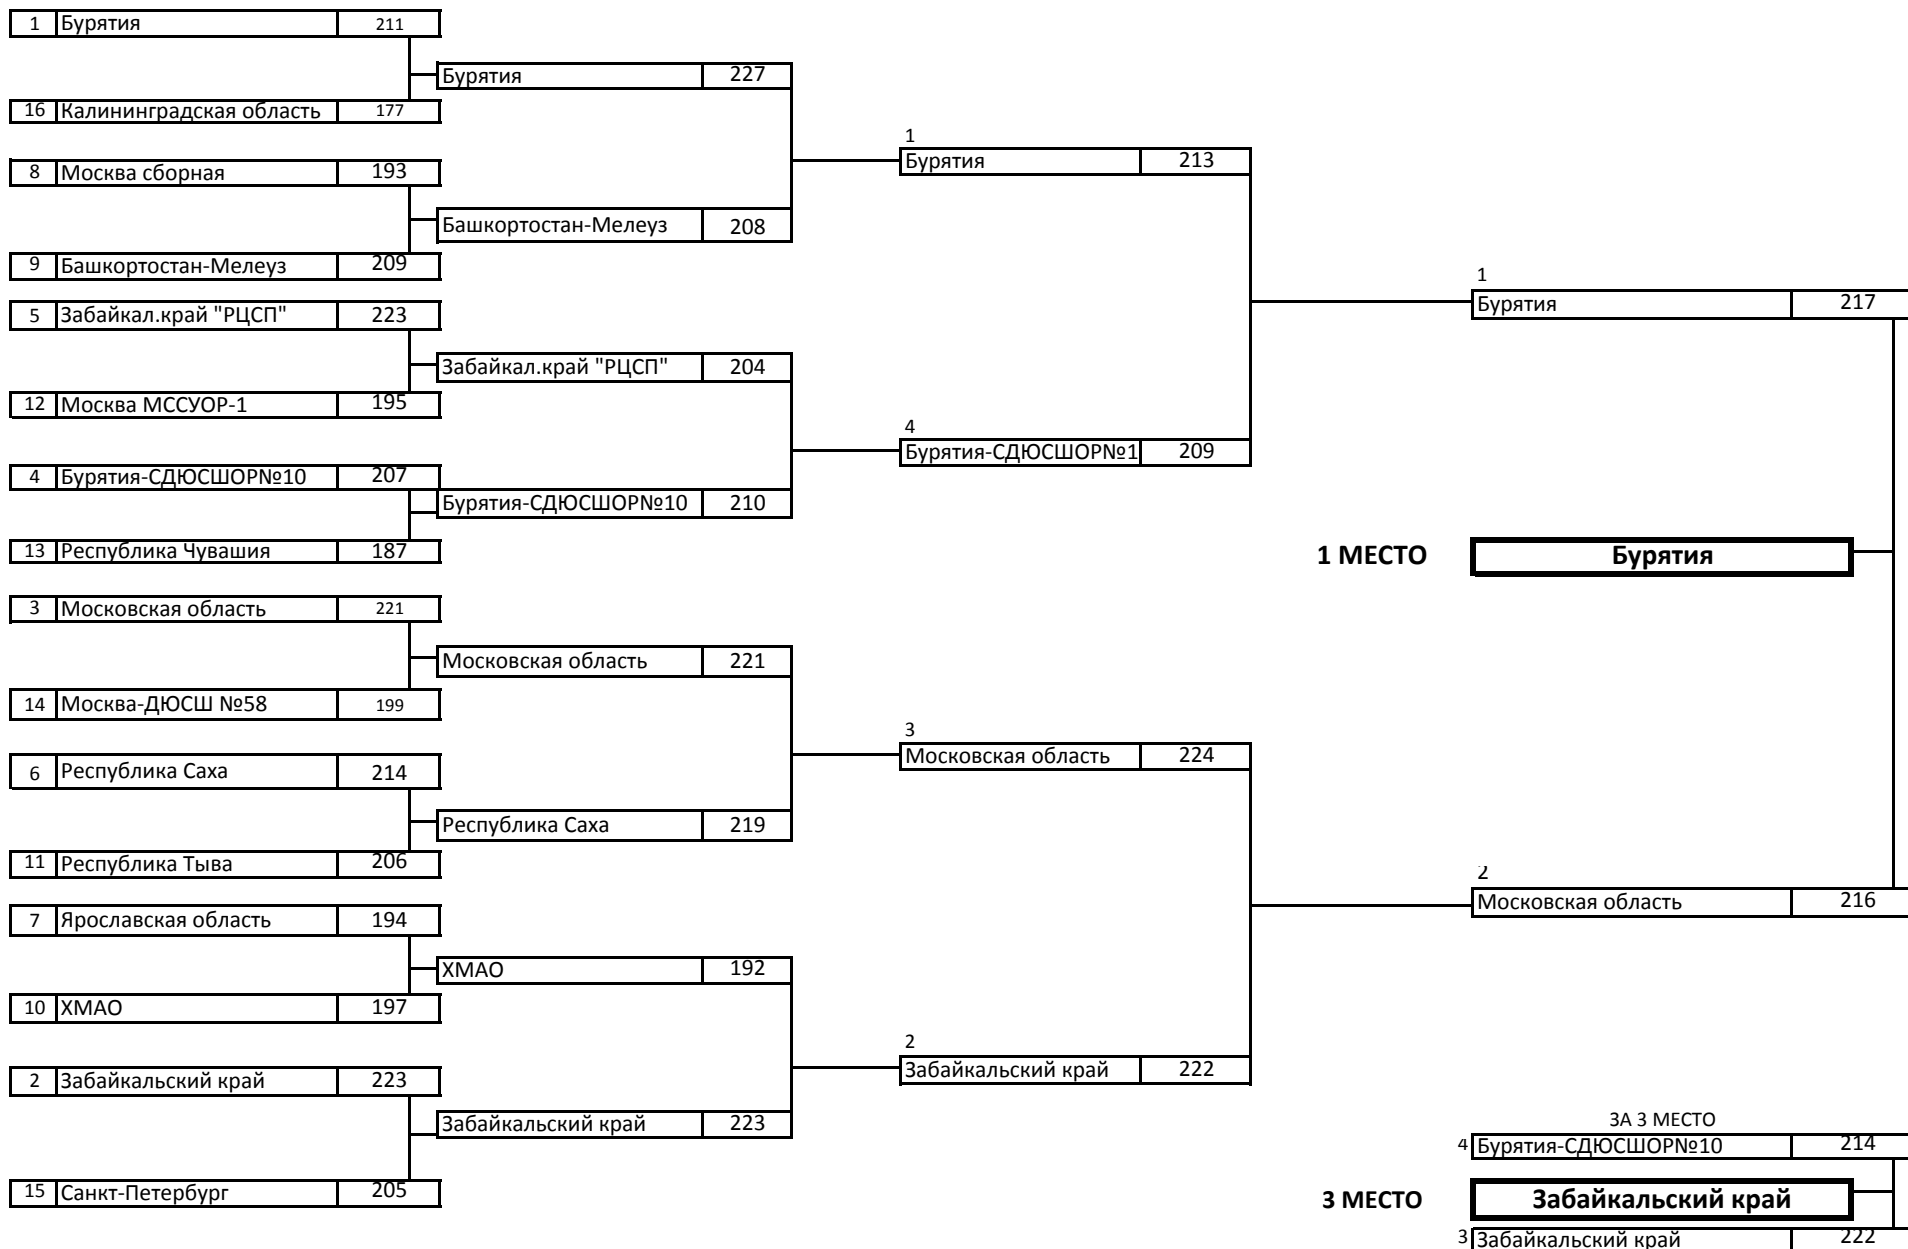 1 Бурятия 211
Бурятия 227
16 Калининградская область 177
1
Бурятия 213
8 Москва сборная 193
Башкортостан-Мелеуз 208
9 Башкортостан-Мелеуз 209
1
Бурятия 217
5 Забайкал.край "РЦСП" 223
Забайкал.край "РЦСП" 204
12 Москва МССУОР-1 195
4
Бурятия-СДЮСШОР№1 209
4 Бурятия-СДЮСШОР№10 207
Бурятия-СДЮСШОР№10 210
13 Республика Чувашия 187
1 МЕСТО Бурятия
3 Московская область 221
Московская область 221
14 Москва-ДЮСШ №58 199
3
Московская область 224
6 Республика Саха 214
Республика Саха 219
11 Республика Тыва 206
2
Московская область 216
7 Ярославская область 194
ХМАО 192
10 ХМАО 197
2
Забайкальский край 222
2 Забайкальский край 223
Забайкальский край 223
ЗА 3 МЕСТО
4 Бурятия-СДЮСШОР№10 214
15 Санкт-Петербург 205
3 МЕСТО Забайкальский край
3 Забайкальский край 222